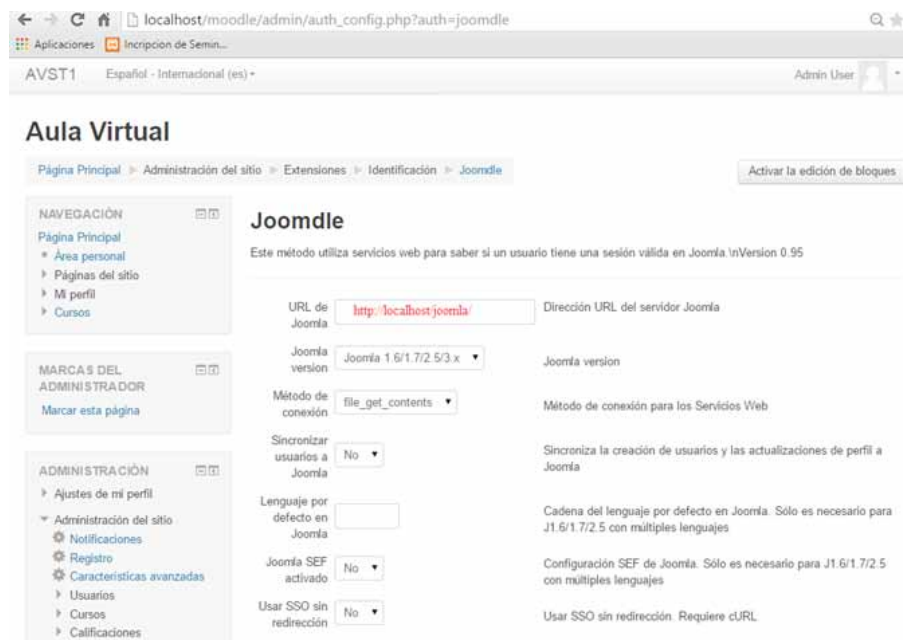 localhost/moodle/admin/auth_config.php?auth=joomdle
Aplicaciones Incripcion de Semin...
AVST1 Español - Internacional (es) Admin User
Aula Virtual
Página Principal Administración del sitio Extensiones Identificación Joomdle
Activar la edición de bloques
NAVEGACIÓN
Página Principal
Área personal
Páginas del sitio
Mi perfil
Cursos
MARCAS DEL
ADMINISTRADOR
Marcar esta página
ADMINISTRACIÓN
Ajustes de mi perfil
Administración del sitio
Notificaciones
Registro
Características avanzadas
Usuarios
Cursos
Calificaciones
Joomdle
Este método utiliza servicios web para saber si un usuario tiene una sesión válida en Joomla.\nVersion 0.95
URL de
Joomla
http://localhost/joomla/
Dirección URL del servidor Joomla
Joomla
version
Joomla 1.6/1.7/2.5/3.x
Joomla version
Método de
conexión
file_get_contents
Método de conexión para los Servicios Web
Sincronizar
usuarios a
Joomla
No
Sincroniza la creación de usuarios y las actualizaciones de perfil a
Joomla
Lenguaje por
defecto en
Joomla
Cadena del lenguaje por defecto en Joomla. Sólo es necesario para
J1.6/1.7/2.5 con múltiples lenguajes
Joomla SEF
activado
No
Configuración SEF de Joomla. Sólo es necesario para J1.6/1.7/2.5
con múltiples lenguajes
Usar SSO sin
redirección
No
Usar SSO sin redirección. Requiere cURL